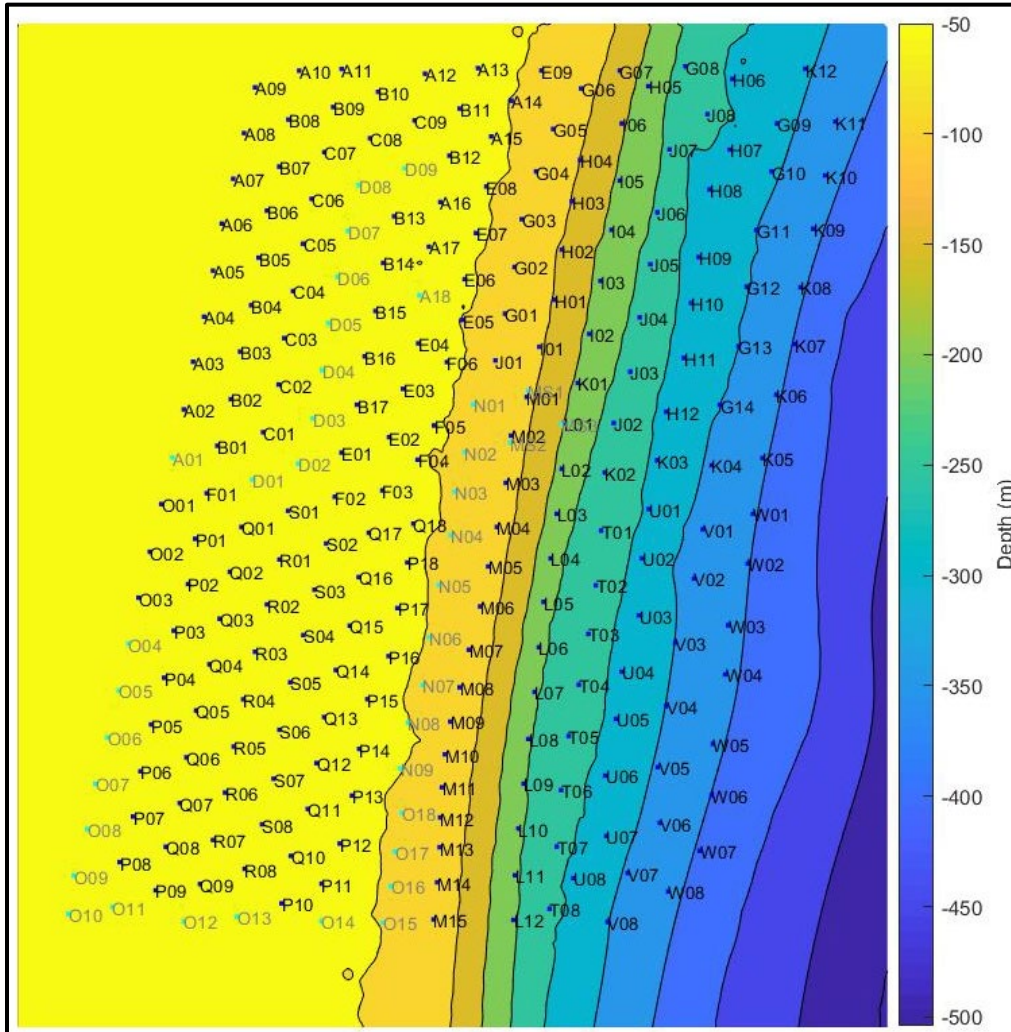 A10 A11 A12 A13 E09 G07 G08 H06 K12
A09 B10 G06 H05
B08 B09 B11 A14 J08
A08 C08 C09 A15 G05 I06 G09 K11
B07 C07 B12 H04 J07 H07
A07 D08 D09 E08 G04 I05 H08 G10 K10
B06 C06 B13 A16 H03 J06
A06 C05 D07 E07 G03 I04 G11 K09
A05 B05 B14 A17 G02 H02 J05 H09
B04 C04 D06 A18 E06 H01 I03 H10 G12 K08
A04 C03 D05 B15 E05 G01 I02 J04
A03 B03 B16 E04 F06 J01 I01 H11 G13 K07
C02 D04 E03 K01 J03
A02 B02 D03 B17 N01 MS1 M01 H12 G14 K06
B01 C01 E02 F05 M02 L01 J02
A01 D02 E01 F04 N02 MS2 L02 K02 K03 K04 K05
F01 D01 F02 F03 N03 M03
O01 S01 Q18 M04 L03 U01 W01
P01 Q01 S02 Q17 N04 T01 V01
O02 Q02 R01 P18 M05 L04 U02 W02
P02 S03 Q16 N05 T02 V02
O03 Q03 R02 P17 M06 L05 U03 W03
P03 S04 Q15 N06 T03
O04 Q04 R03 P16 M07 L06 V03
P04 S05 Q14 N07 M08 T04 U04 W04
O05 Q05 R04 P15 L07 V04
P05 S06 Q13 N08 M09 U05
O06 Q06 R05 P14 M10 L08 T05 W05
P06 S07 Q12 N09 U06 V05
O07 Q07 R06 P13 M11 L09 T06 W06
O08 P07 S08 Q11 O18 M12 L10 V06
Q08 R07 P12 O17 M13 T07 U07 W07
O09 P08 R08 Q10 L11 U08 V07
P09 Q09 P11 O16 M14 W08
O10 O11 O12 O13 P10 O14 O15 M15 L12 T08 V08
-50
-100
-150
-200
-250
-300
-350
-400
-450
-500
Depth (m)